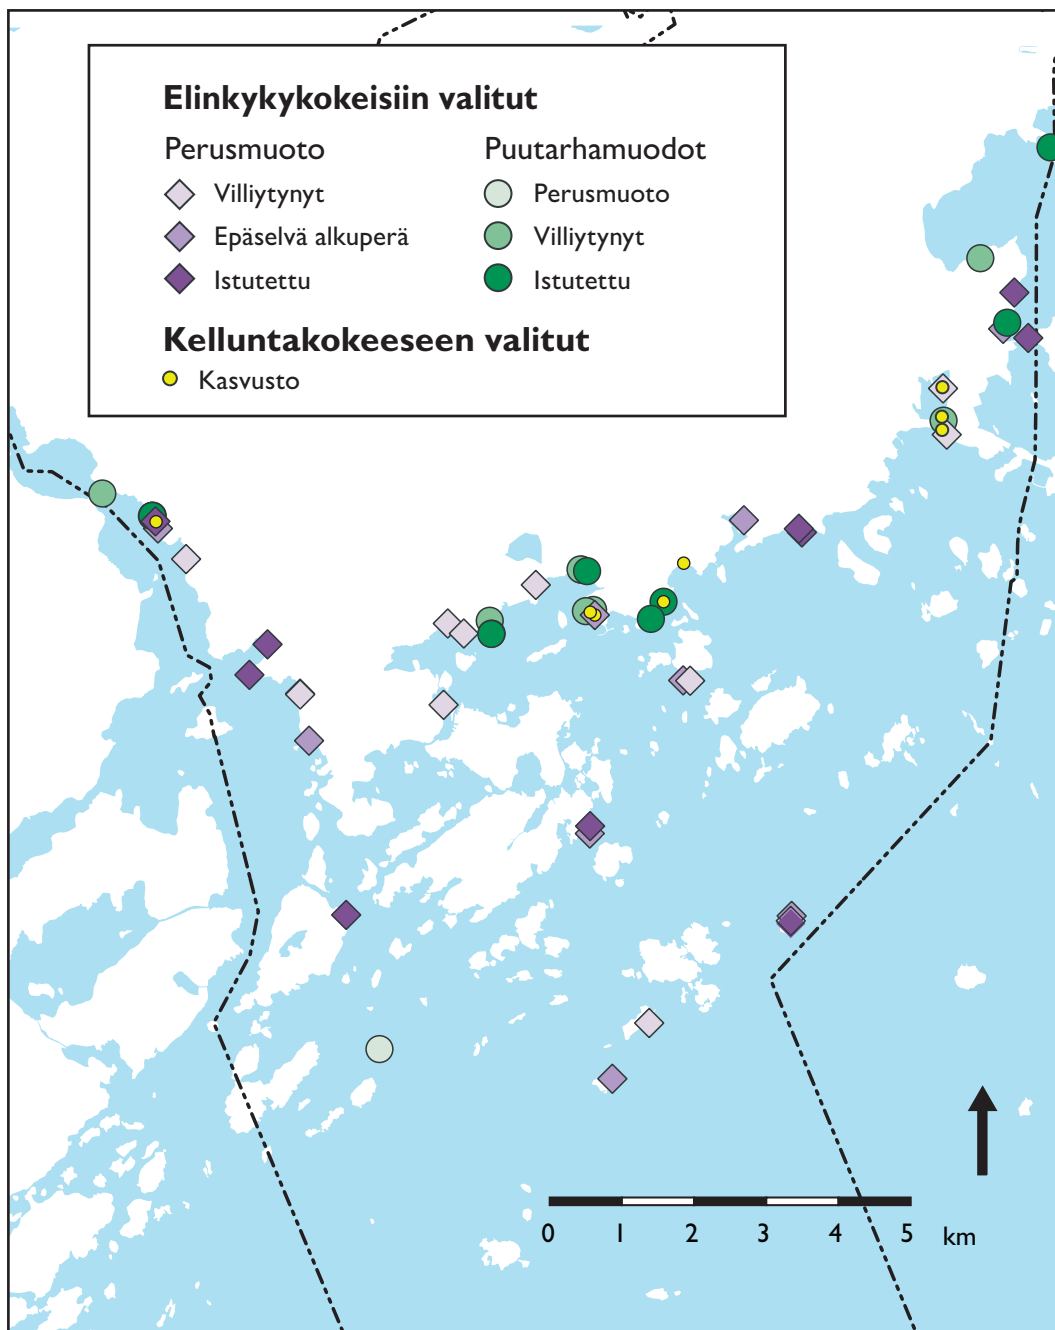 Elinkykykokeisiin valitut
Perusmuoto
Villiytynyt
Epäselvä alkuperä
Istutettu
Puutarhamuodot
Perusmuoto
Villiytynyt
Istutettu
Kelluntakokeeseen valitut
Kasvusto
0 1 2 3 4 5 km